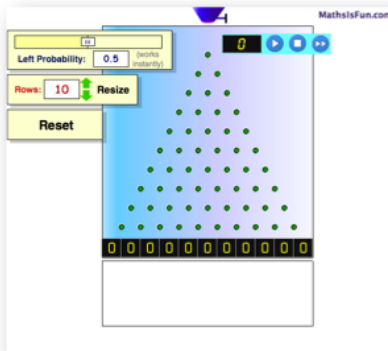 MathsIsFun.com
0
Left Probability: 0.5 (works instantly)
Rows: 10 Resize
Reset
0 0 0 0 0 0 0 0 0 0 0